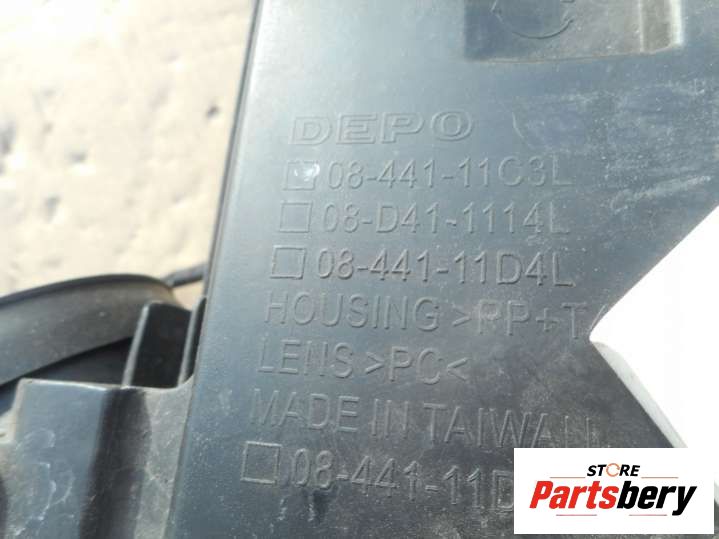 DEPO
08-441-11C3L
08-D41-1114L
08-441-11D4L
HOUSING >PP+T
LENS >PC<
MADE IN TAIWAN
08-441-11D
STORE
Partsbery